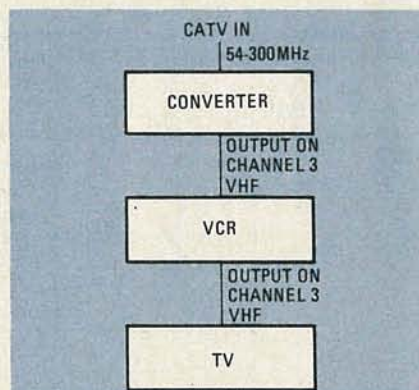 CATV IN
54-300MHz
CONVERTER
OUTPUT ON
CHANNEL 3
VHF
VCR
OUTPUT ON
CHANNEL 3
VHF
TV